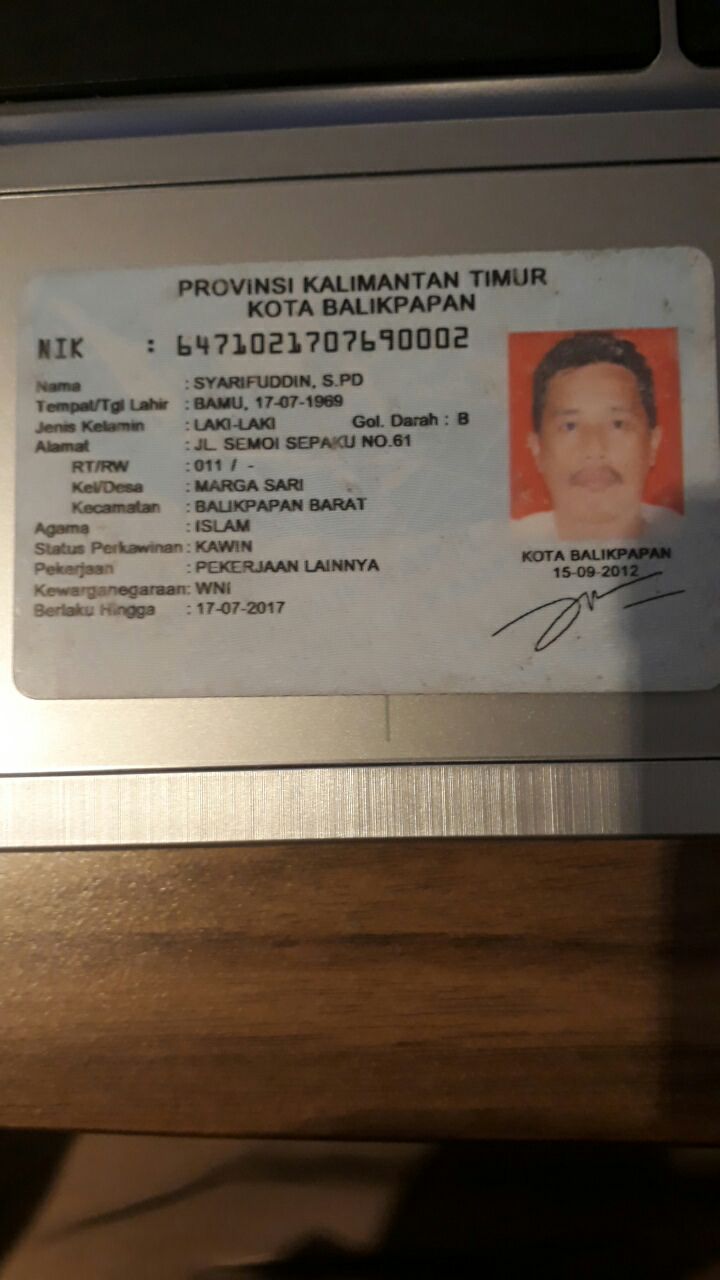 PROVINSI KALIMANTAN TIMUR
KOTA BALIKPAPAN
NIK : 6471021707690002
Nama : SYARIFUDDIN, S.PD
Tempat/Tgl Lahir : BAMU, 17-07-1969
Jenis Kelamin : LAKI-LAKI Gol. Darah : B
Alamat : JL. SEMOI SEPAKU NO.61
RT/RW : 011 / -
Kel/Desa : MARGA SARI
Kecamatan : BALIKPAPAN BARAT
Agama : ISLAM
Status Perkawinan : KAWIN
Pekerjaan : PEKERJAAN LAINNYA
Kewarganegaraan: WNI
Berlaku Hingga : 17-07-2017
KOTA BALIKPAPAN
15-09-2012